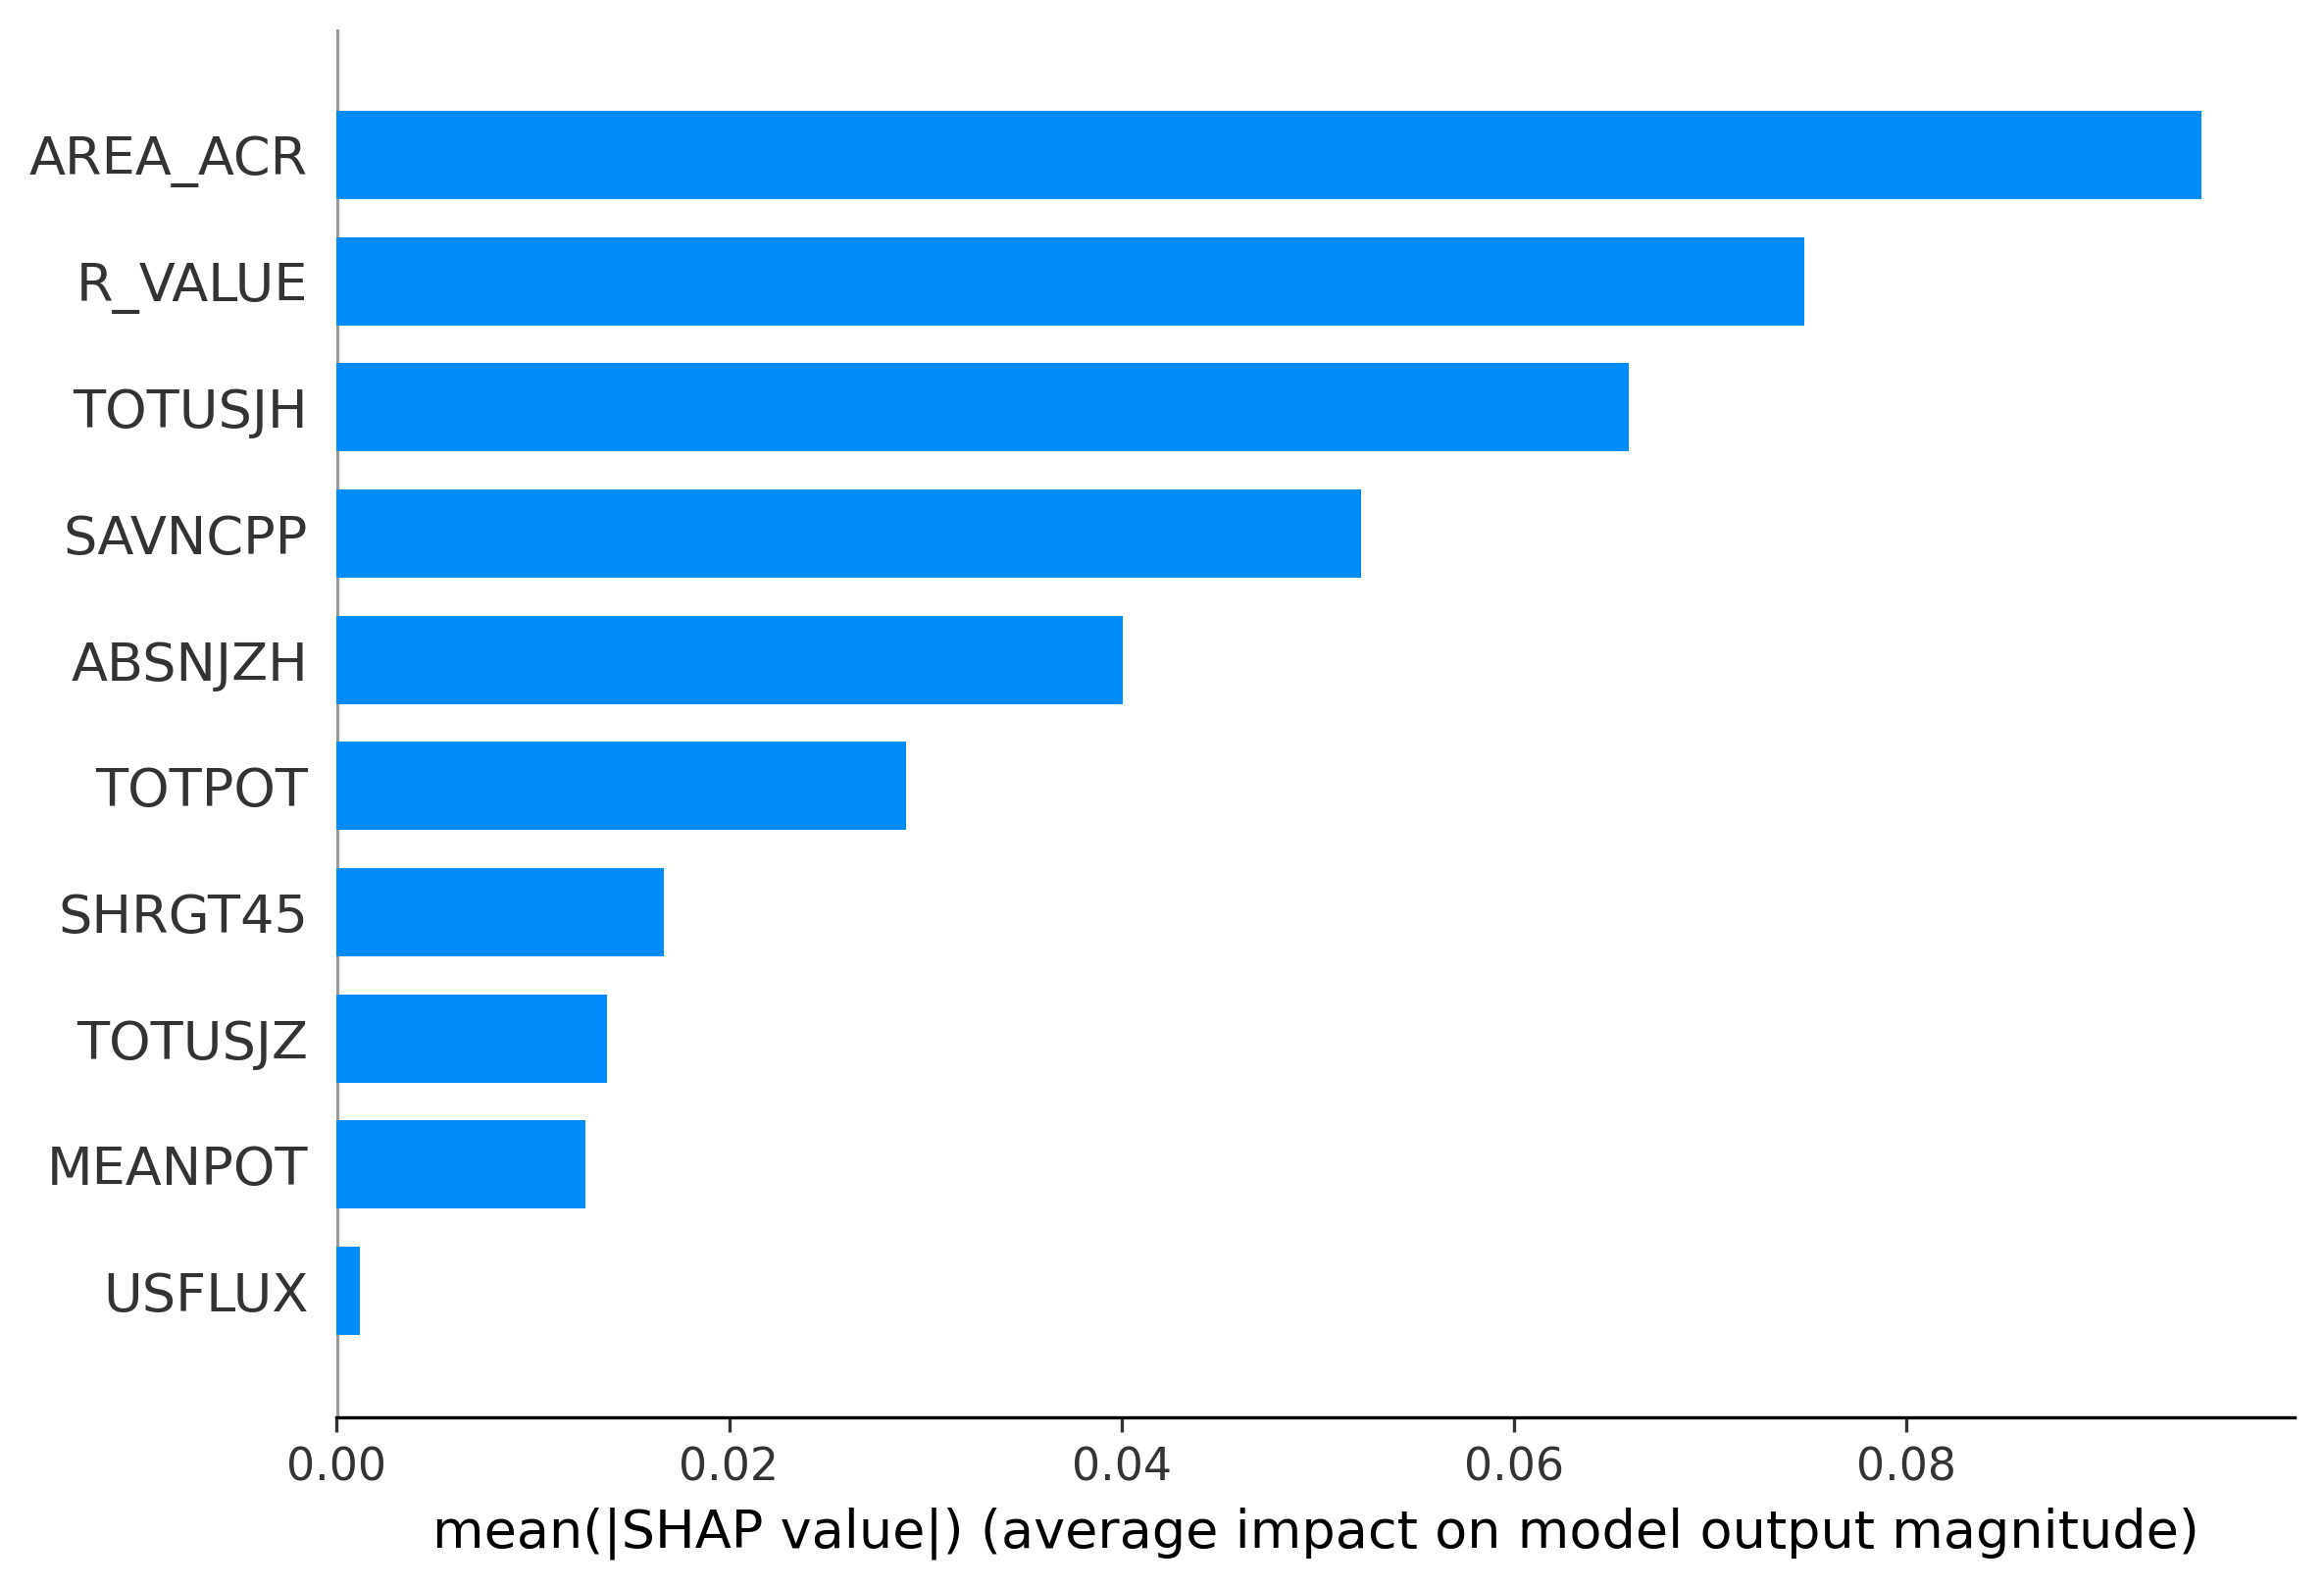 AREA_ACR
R_VALUE
TOTUSJH
SAVNCPP
ABSNJZH
TOTPOT
SHRGT45
TOTUSJZ
MEANPOT
USFLUX
0.00 0.02 0.04 0.06 0.08
mean(|SHAP value|) (average impact on model output magnitude)